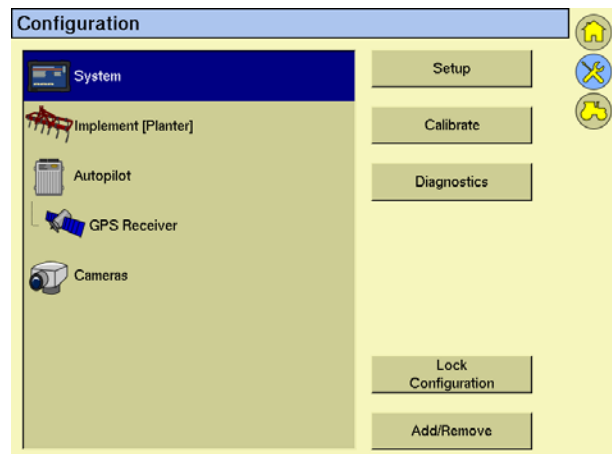 Configuration
System
Implement [Planter]
Autopilot
GPS Receiver
Cameras
Setup
Calibrate
Diagnostics
Lock
Configuration
Add/Remove